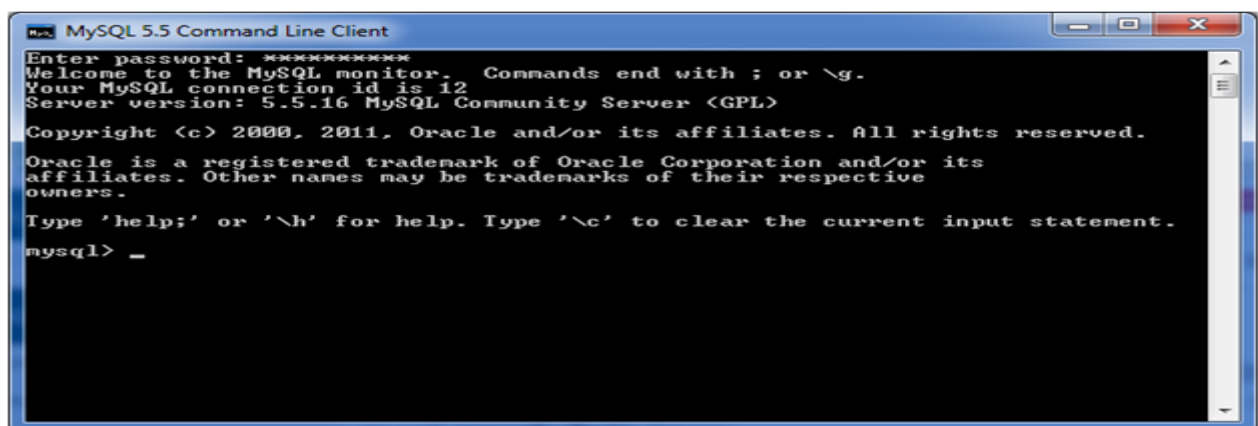 MySQL 5.5 Command Line Client
Enter password: **********
Welcome to the MySQL monitor.  Commands end with ; or \g.
Your MySQL connection id is 12
Server version: 5.5.16 MySQL Community Server (GPL)
Copyright (c) 2000, 2011, Oracle and/or its affiliates. All rights reserved.
Oracle is a registered trademark of Oracle Corporation and/or its
affiliates. Other names may be trademarks of their respective
owners.
Type 'help;' or '\h' for help. Type '\c' to clear the current input statement.
mysql> _